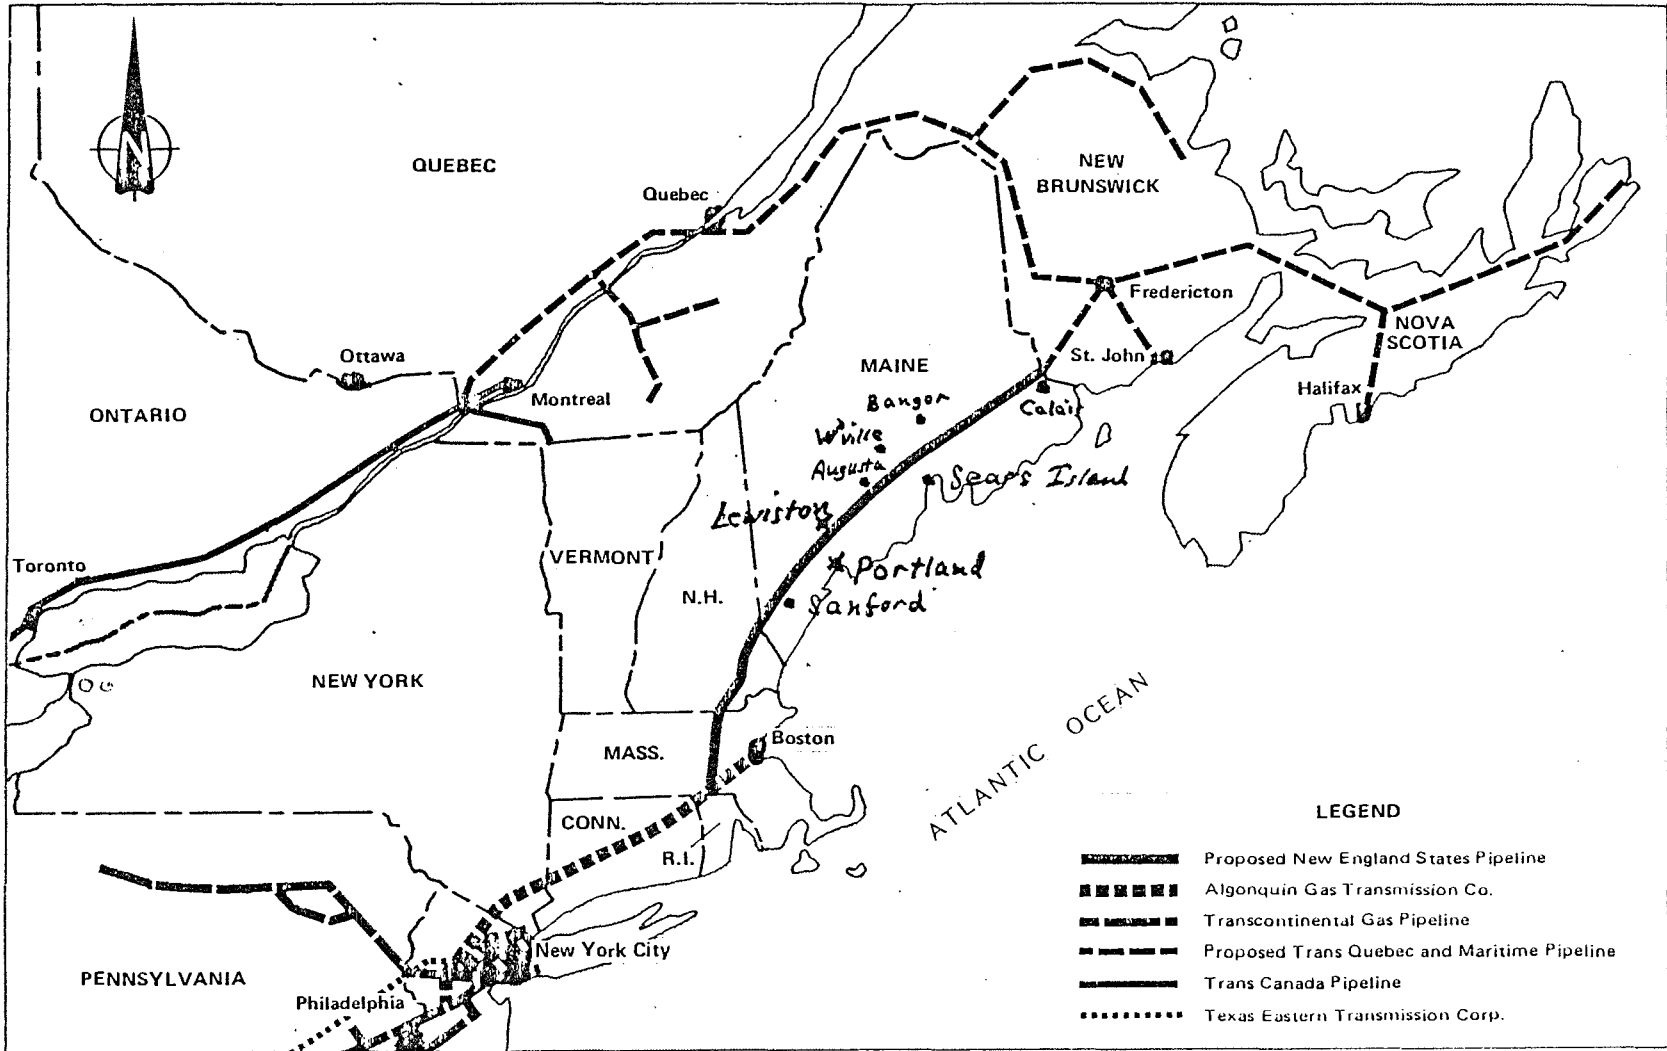 N
QUEBEC
Quebec
NEW
BRUNSWICK
Fredericton
NOVA
SCOTIA
St. John
Halifax
Ottawa
MAINE
ONTARIO
Montreal
Bangor
Calais
W'ville
Augusta
Sears Island
Lewiston
Toronto
VERMONT
Portland
N.H.
Sanford
NEW YORK
Boston
MASS.
ATLANTIC OCEAN
CONN.
R.I.
New York City
PENNSYLVANIA
Philadelphia
LEGEND
Proposed New England States Pipeline
Algonquin Gas Transmission Co.
Transcontinental Gas Pipeline
Proposed Trans Quebec and Maritime Pipeline
Trans Canada Pipeline
Texas Eastern Transmission Corp.